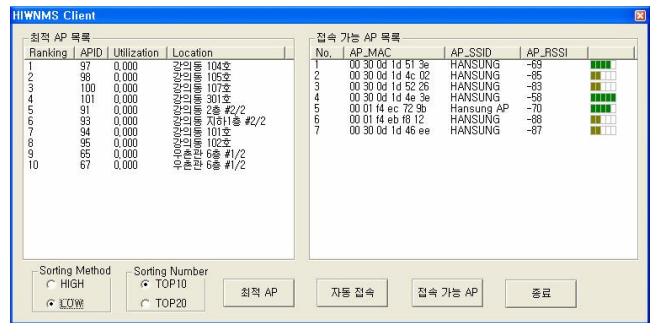 HIWNMS Client
최적 AP 목록
Ranking APID Utilization Location
1 97 0,000 강의동 104호
2 98 0,000 강의동 105호
3 100 0,000 강의동 107호
4 101 0,000 강의동 301호
5 91 0,000 강의동 2층 #2/2
6 93 0,000 강의동 지하1층 #2/2
7 94 0,000 강의동 101호
8 95 0,000 강의동 102호
9 65 0,000 우촌관 6층 #1/2
10 67 0,000 우촌관 6층 #1/2
접속 가능 AP 목록
No, AP_MAC AP_SSID AP_RSSI
1 00 30 0d 1d 51 3e HANSUNG -69
2 00 30 0d 1d 4c 02 HANSUNG -85
3 00 30 0d 1d 52 26 HANSUNG -83
4 00 30 0d 1d 4e 3e HANSUNG -58
5 00 01 f4 ec 72 9b Hansung AP -70
6 00 01 f4 eb f8 12 HANSUNG -88
7 00 30 0d 1d 46 ee HANSUNG -87
Sorting Method
HIGH
LOW
Sorting Number
TOP10
TOP20
최적 AP
자동 접속
접속 가능 AP
종료